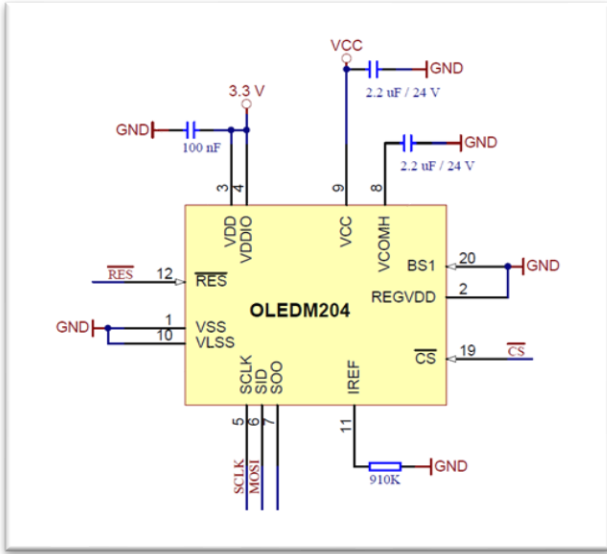 VCC
GND
2.2 uF / 24 V
3.3 V
GND
100 nF
GND
2.2 uF / 24 V
3
4
9
8
VDD
VDDIO
VCC
VCOMH
RES
12
RES
BS1
20
GND
REGVDD
2
OLEDM204
GND
1
VSS
10
VLSS
CS
19
CS
SCLK
SID
SOO
IREF
5
6
7
11
SCLK
MOSI
GND
910K